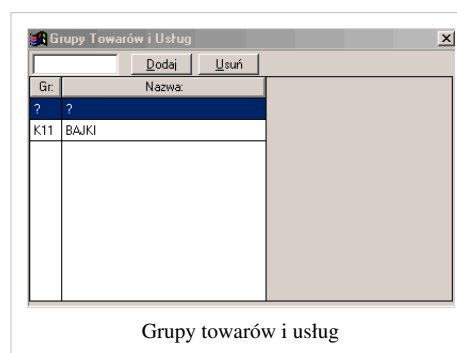 Grupy Towarów i Usług
Dodaj Usuń
Gr: Nazwa:
? ?
K11 BAJKI
Grupy towarów i usług